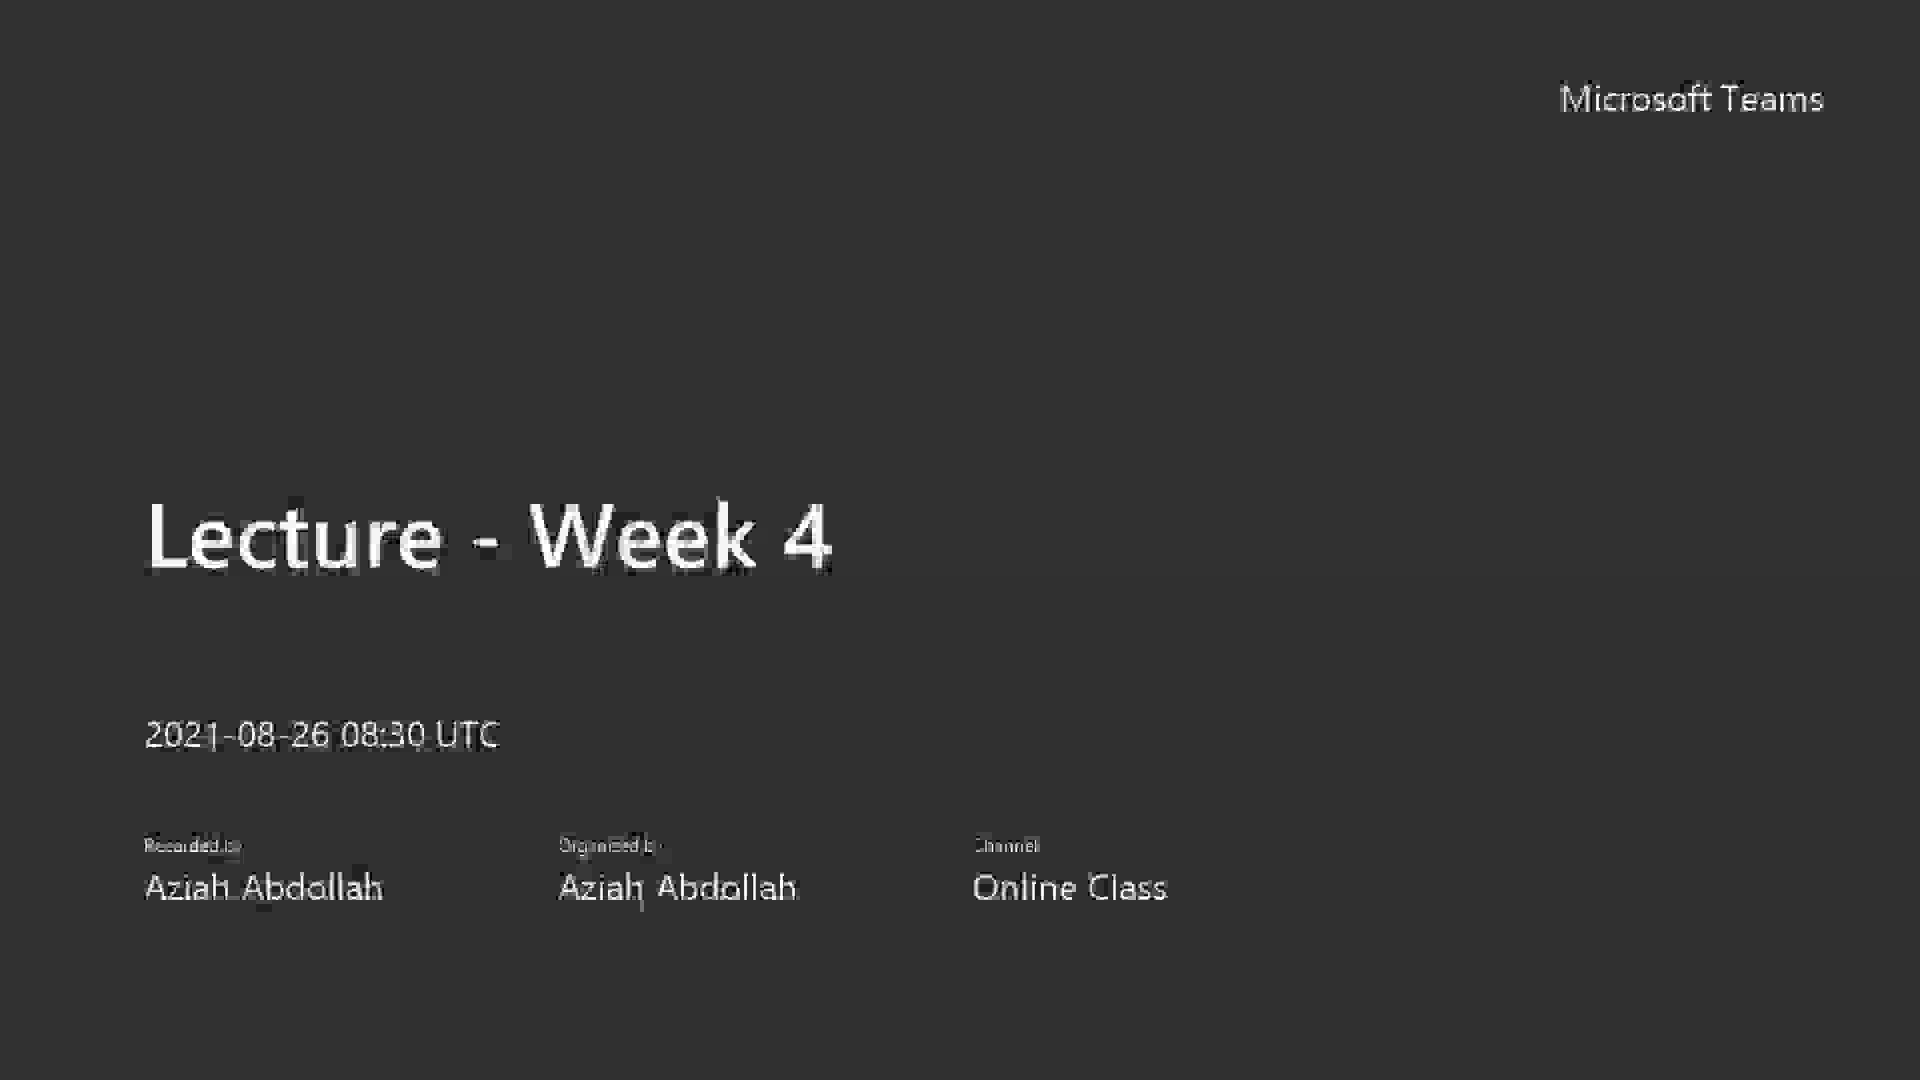 Microsoft Teams
Lecture - Week 4
2021-08-26 08:30 UTC
Recorded by
Organized by
Channel
Aziah Abdollah
Aziah Abdollah
Online Class